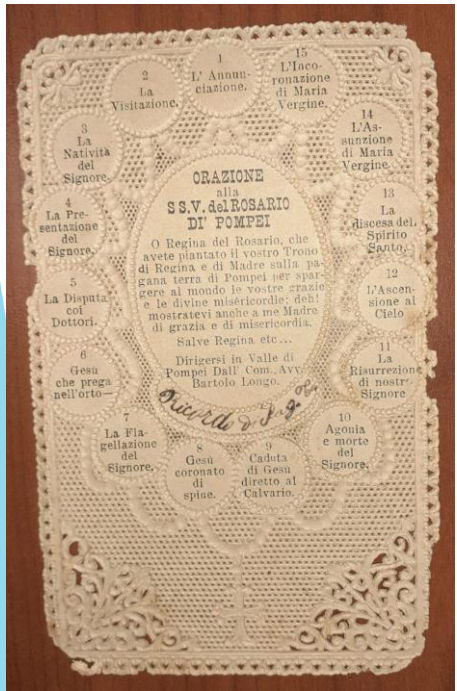 1
L' Annun-
ciazione.
2
La
Visitazione.
3
La
Natività
del
Signore.
4
La Pre-
sentazione
del
Signore.
5
La Disputa
coi
Dottori.
6
Gesù
che prega
nell'orto—
7
La Fla-
gellazione
del
Signore.
8
Gesù
coronato
di
spine.
9
Caduta
di Gesù
diretto al
Calvario.
10
Agonia
e morte
del
Signore.
11
La
Risurrezione
di nostro
Signore
12
L'Ascen-
sione al
Cielo
13
La
discesa del
Spirito
Santo.
14
L'As-
sunzione
di Maria
Vergine.
15
L'Inco-
ronazione
di Maria
Vergine.
ORAZIONE
alla
SS.V. del ROSARIO
DI' POMPEI
O Regina del Rosario, che
avete piantato il vostro Trono
di Regina e di Madre sulla pa-
gana terra di Pompei per spar-
gere al mondo le vostre grazie
e le divine misericordie; deh!
mostratevi anche a me Madre
di grazia e di misericordia.
Salve Regina etc...
Dirigersi in Valle di
Pompei Dall' Com. Avv.
Bartolo Longo.
Ricordo